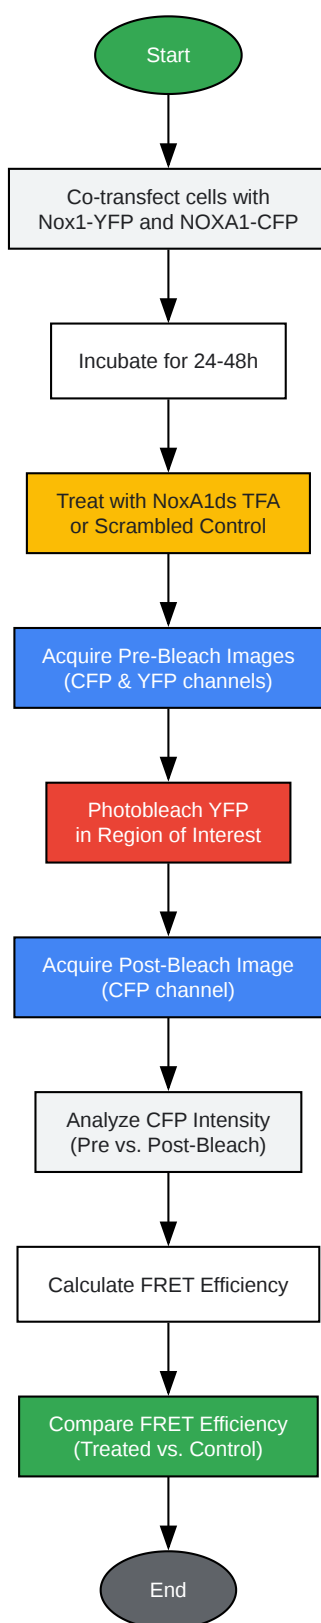 Start
Co-transfect cells with
Nox1-YFP and NOXA1-CFP
Incubate for 24-48h
Treat with NoxA1ds TFA
or Scrambled Control
Acquire Pre-Bleach Images
(CFP & YFP channels)
Photobleach YFP
in Region of Interest
Acquire Post-Bleach Image
(CFP channel)
Analyze CFP Intensity
(Pre vs. Post-Bleach)
Calculate FRET Efficiency
Compare FRET Efficiency
(Treated vs. Control)
End